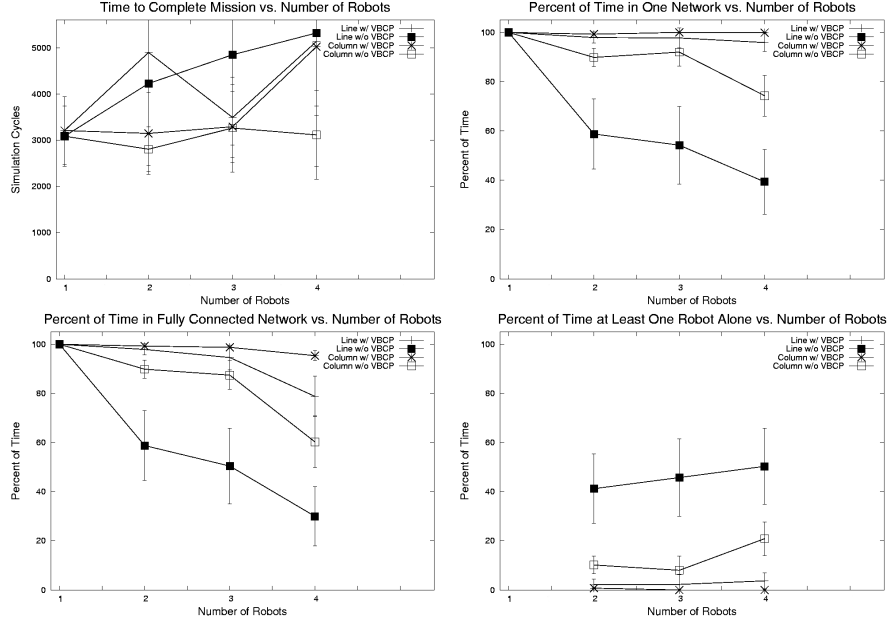 Time to Complete Mission vs. Number of Robots
Line w/ VBCP
Line w/o VBCP
Column w/ VBCP
Column w/o VBCP
5000
4000
3000
2000
1000
0
Simulation Cycles
1 2 3 4
Number of Robots
Percent of Time in One Network vs. Number of Robots
Line w/ VBCP
Line w/o VBCP
Column w/ VBCP
Column w/o VBCP
100
80
60
40
20
0
Percent of Time
1 2 3 4
Number of Robots
Percent of Time in Fully Connected Network vs. Number of Robots
Line w/ VBCP
Line w/o VBCP
Column w/ VBCP
Column w/o VBCP
100
80
60
40
20
0
Percent of Time
1 2 3 4
Number of Robots
Percent of Time at Least One Robot Alone vs. Number of Robots
Line w/ VBCP
Line w/o VBCP
Column w/ VBCP
Column w/o VBCP
100
80
60
40
20
0
Percent of Time
1 2 3 4
Number of Robots